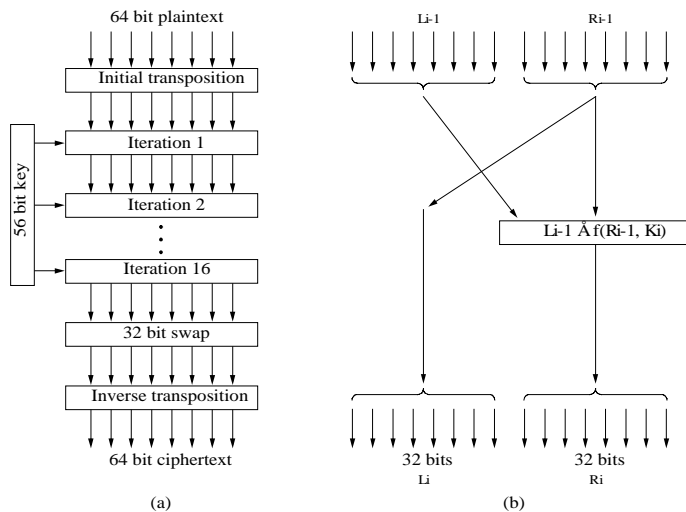 64 bit plaintext
Initial transposition
Iteration 1
Iteration 2
Iteration 16
32 bit swap
Inverse transposition
64 bit ciphertext
56 bit key
(a)
Li-1
Ri-1
Li-1 Åf(Ri-1, Ki)
32 bits
Li
32 bits
Ri
(b)